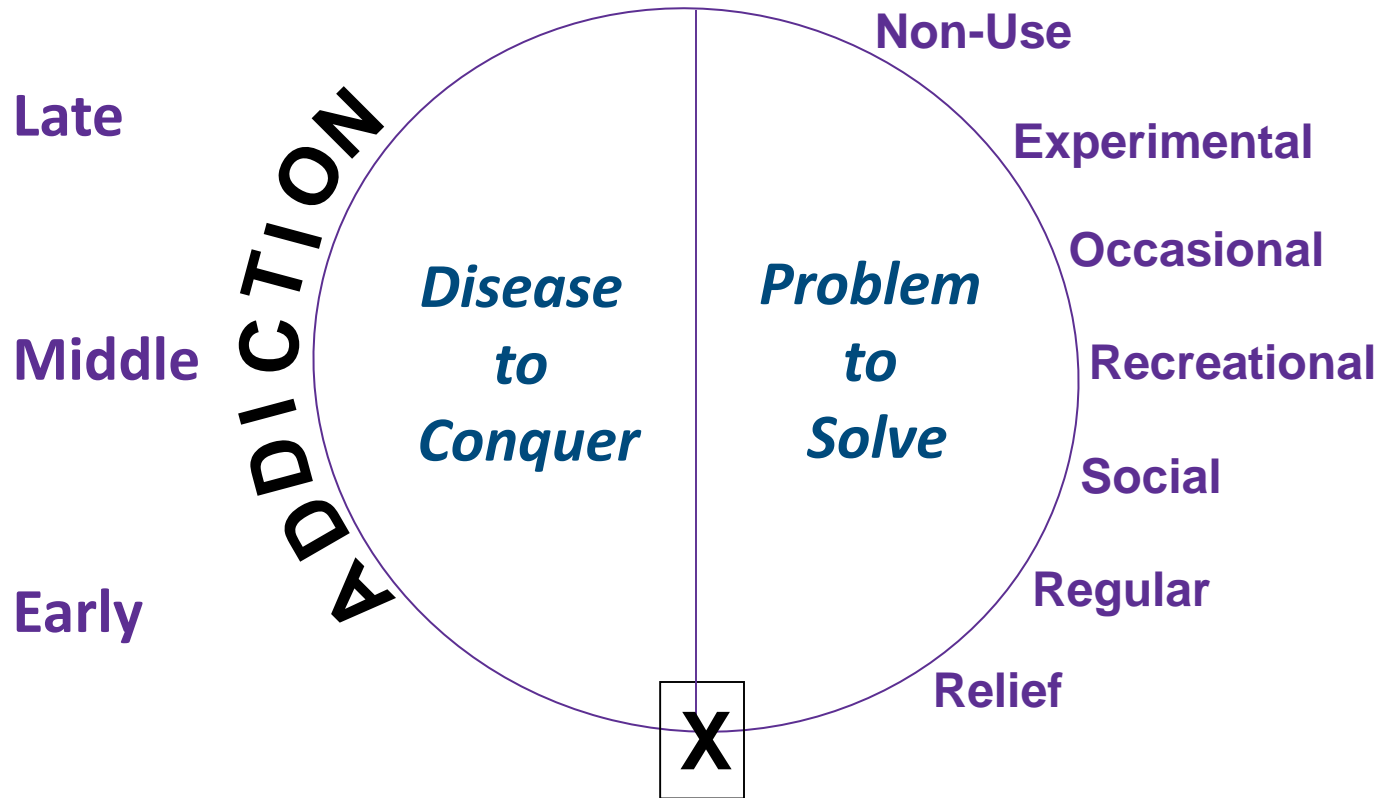 Non-Use
Experimental
Occasional
Recreational
Social
Regular
Relief
X
Early
Middle
Late
ADDICTION
Disease
to
Conquer
Problem
to
Solve